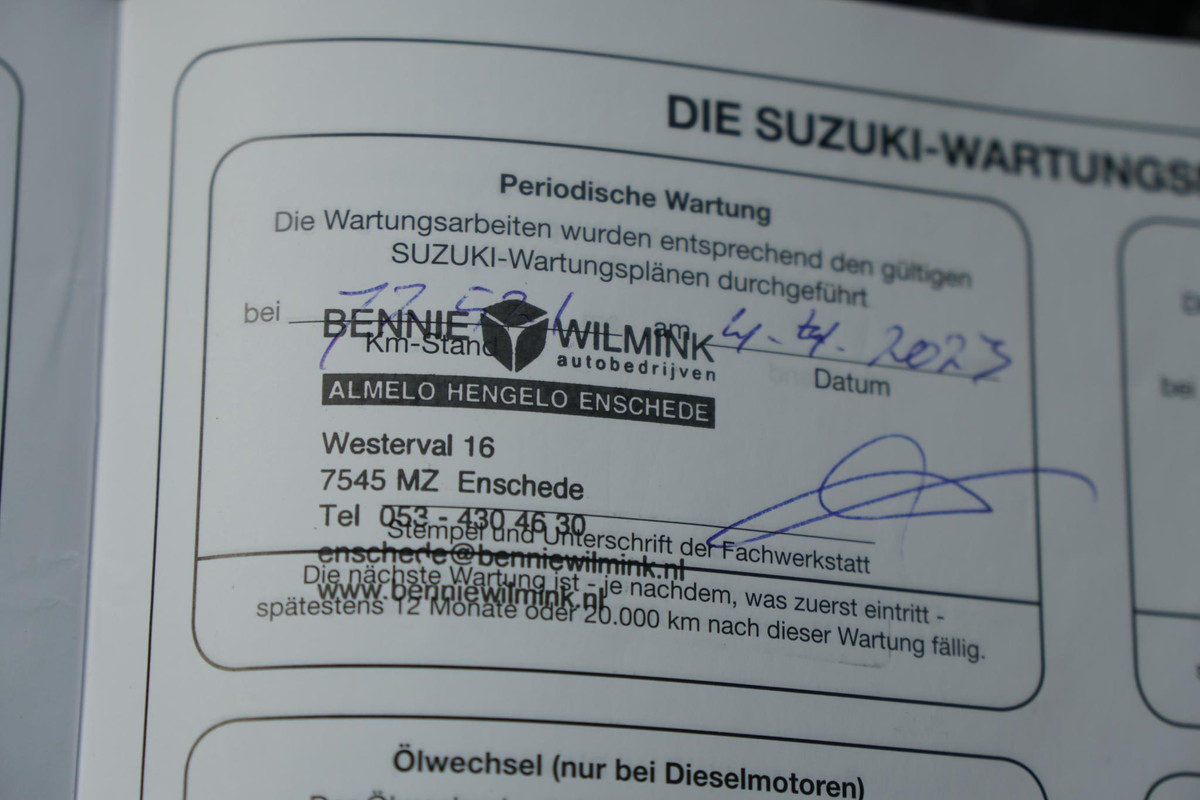 DIE SUZUKI-WARTUNGS
Periodische Wartung
Die Wartungsarbeiten wurden entsprechend den gültigen
SUZUKI-Wartungsplänen durchgeführt
bei am 4.4.2023
Km-Stand Datum
BENNIE WILMINK
autobedrijven
ALMELO HENGELO ENSCHEDE
Westerval 16
7545 MZ Enschede
Tel 053 - 430 46 30
Stempel und Unterschrift der Fachwerkstatt
enschede@benniewilmink.nl
www.benniewilmink.nl
Die nächste Wartung ist - je nachdem, was zuerst eintritt -
spätestens 12 Monate oder 20.000 km nach dieser Wartung fällig.
bei
Ölwechsel (nur bei Dieselmotoren)